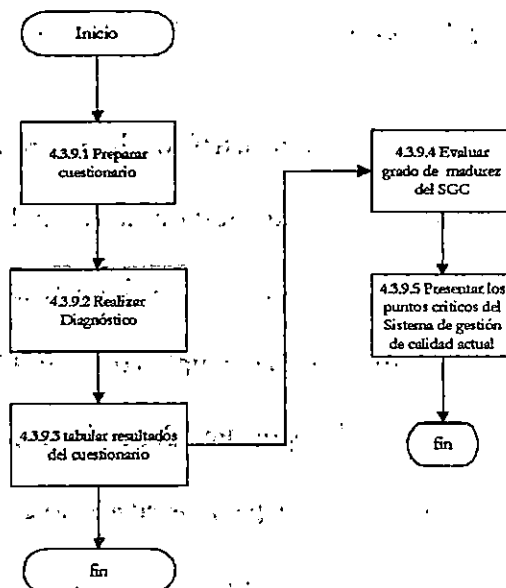 Inicio
4.3.9.1 Preparar
cuestionario
4.3.9.2 Realizar
Diagnóstico
4.3.9.3 tabular resultados
del cuestionario
fin
4.3.9.4 Evaluar
grado de madurez
del SGC
4.3.9.5 Presentar los
puntos criticos del
Sistema de gestión
de calidad actual
fin